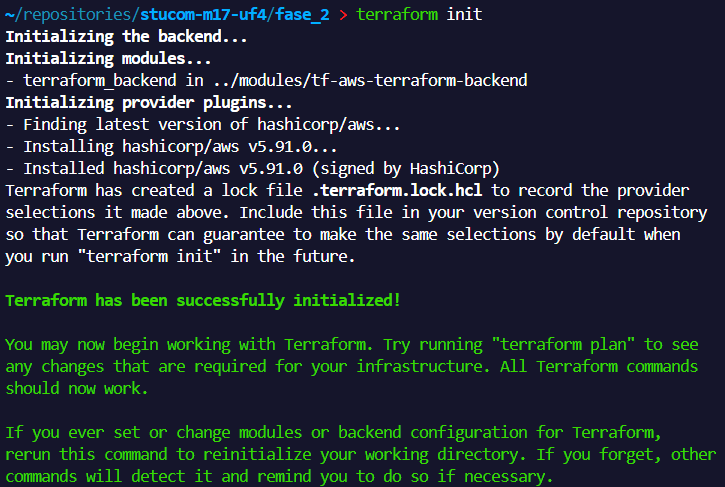 ~/repositories/stucom-m17-uf4/fase_2 > terraform init
Initializing the backend...
Initializing modules...
- terraform_backend in ../modules/tf-aws-terraform-backend
Initializing provider plugins...
- Finding latest version of hashicorp/aws...
- Installing hashicorp/aws v5.91.0...
- Installed hashicorp/aws v5.91.0 (signed by HashiCorp)
Terraform has created a lock file .terraform.lock.hcl to record the provider
selections it made above. Include this file in your version control repository
so that Terraform can guarantee to make the same selections by default when
you run "terraform init" in the future.
Terraform has been successfully initialized!
You may now begin working with Terraform. Try running "terraform plan" to see
any changes that are required for your infrastructure. All Terraform commands
should now work.
If you ever set or change modules or backend configuration for Terraform,
rerun this command to reinitialize your working directory. If you forget, other
commands will detect it and remind you to do so if necessary.